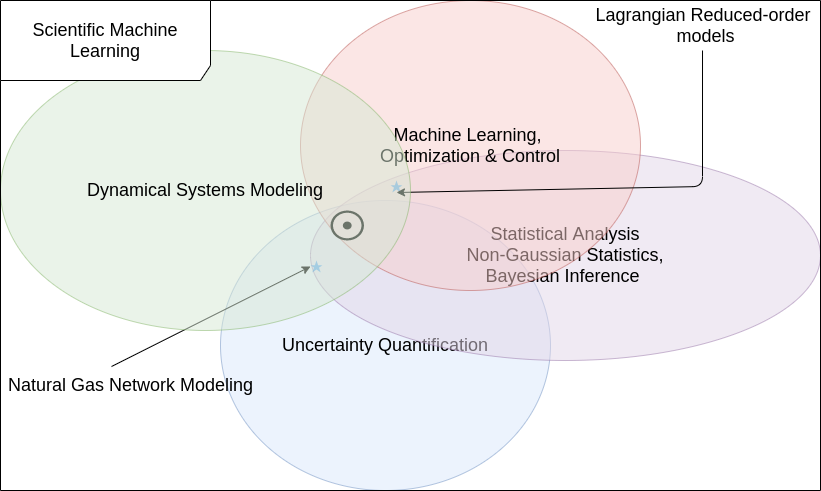 Scientific Machine
Learning
Lagrangian Reduced-order
models
Machine Learning,
Optimization & Control
Dynamical Systems Modeling
Statistical Analysis
Non-Gaussian Statistics,
Bayesian Inference
Uncertainty Quantification
Natural Gas Network Modeling